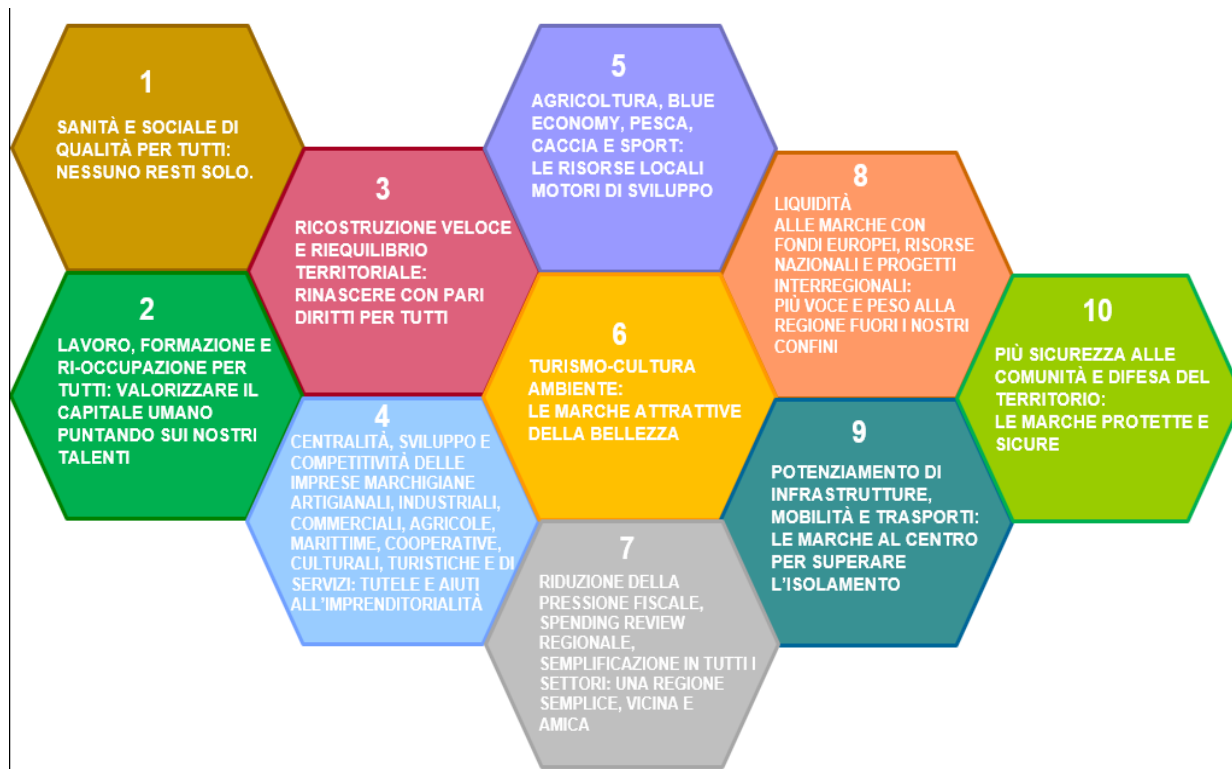 1
SANITÀ E SOCIALE DI
QUALITÀ PER TUTTI:
NESSUNO RESTI SOLO.
2
LAVORO, FORMAZIONE E
RI-OCCUPAZIONE PER
TUTTI: VALORIZZARE IL
CAPITALE UMANO
PUNTANDO SUI NOSTRI
TALENTI
3
RICOSTRUZIONE VELOCE
E RIEQUILIBRIO
TERRITORIALE:
RINASCERE CON PARI
DIRITTI PER TUTTI
4
CENTRALITÀ, SVILUPPO E
COMPETITIVITÀ DELLE
IMPRESE MARCHIGIANE
ARTIGIANALI, INDUSTRIALI,
COMMERCIALI, AGRICOLE,
MARITTIME, COOPERATIVE,
CULTURALI, TURISTICHE E DI
SERVIZI: TUTELE E AIUTI
ALL'IMPRENDITORIALITÀ
5
AGRICOLTURA, BLUE
ECONOMY, PESCA,
CACCIA E SPORT:
LE RISORSE LOCALI
MOTORI DI SVILUPPO
6
TURISMO-CULTURA
AMBIENTE:
LE MARCHE ATTRATTIVE
DELLA BELLEZZA
7
RIDUZIONE DELLA
PRESSIONE FISCALE,
SPENDING REVIEW
REGIONALE,
SEMPLIFICAZIONE IN TUTTI I
SETTORI: UNA REGIONE
SEMPLICE, VICINA E
AMICA
8
LIQUIDITÀ
ALLE MARCHE CON
FONDI EUROPEI, RISORSE
NAZIONALI E PROGETTI
INTERREGIONALI:
PIÙ VOCE E PESO ALLA
REGIONE FUORI I NOSTRI
CONFINI
9
POTENZIAMENTO DI
INFRASTRUTTURE,
MOBILITÀ E TRASPORTI:
LE MARCHE AL CENTRO
PER SUPERARE
L'ISOLAMENTO
10
PIÙ SICUREZZA ALLE
COMUNITÀ E DIFESA DEL
TERRITORIO:
LE MARCHE PROTETTE E
SICURE